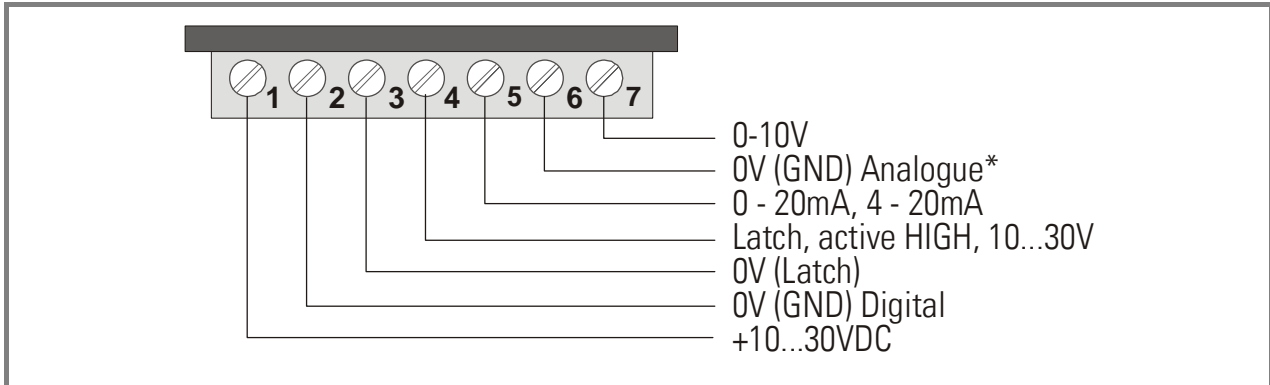 1 2 3 4 5 6 7
0-10V
0V (GND) Analogue*
0 - 20mA, 4 - 20mA
Latch, active HIGH, 10...30V
0V (Latch)
0V (GND) Digital
+10...30VDC